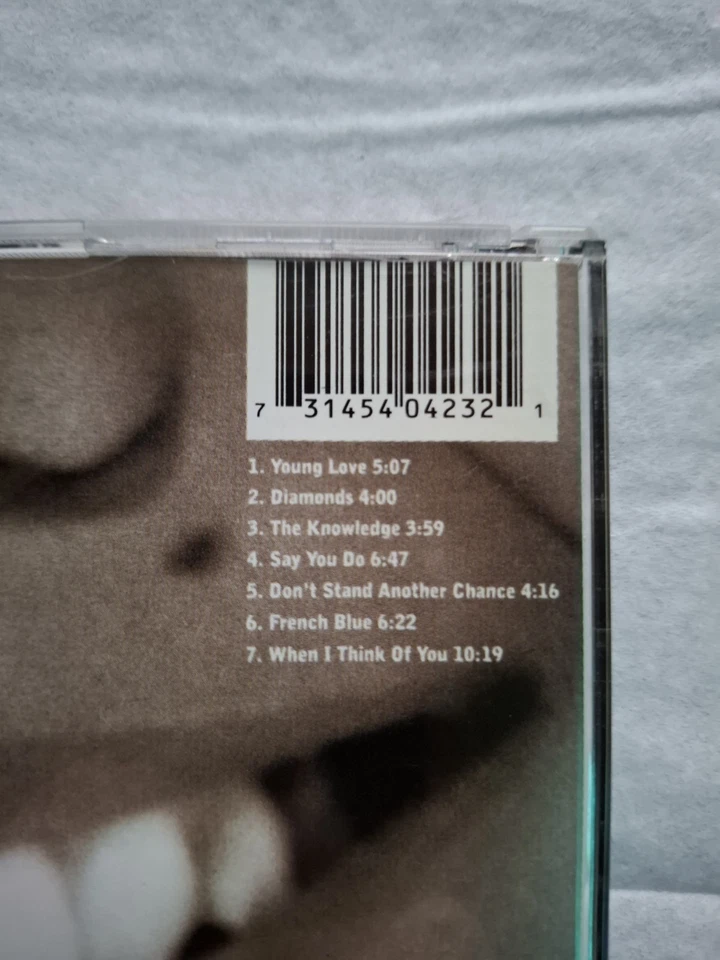 7 31454 04232 1
1. Young Love 5:07
2. Diamonds 4:00
3. The Knowledge 3:59
4. Say You Do 6:47
5. Don't Stand Another Chance 4:16
6. French Blue 6:22
7. When I Think Of You 10:19